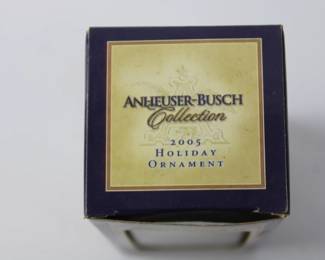 ANHEUSER-BUSCH
Collection
2005
HOLIDAY
ORNAMENT